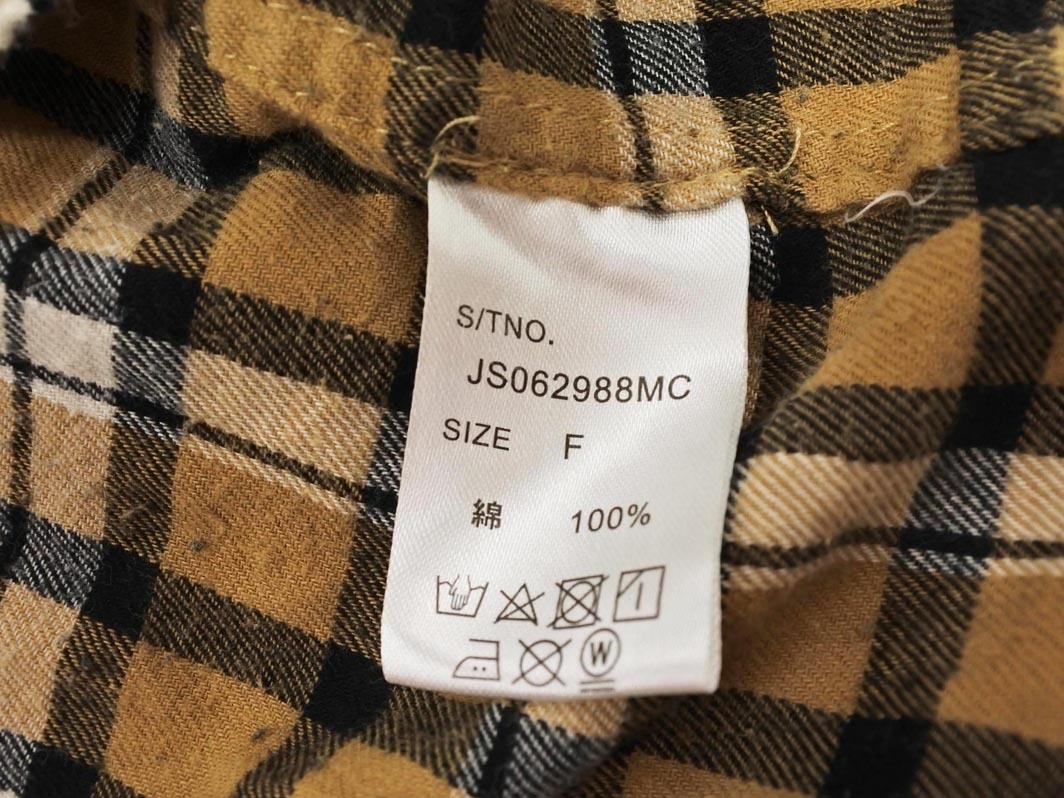 S/TNO.
JS062988MC
SIZE F
綿 100%
W